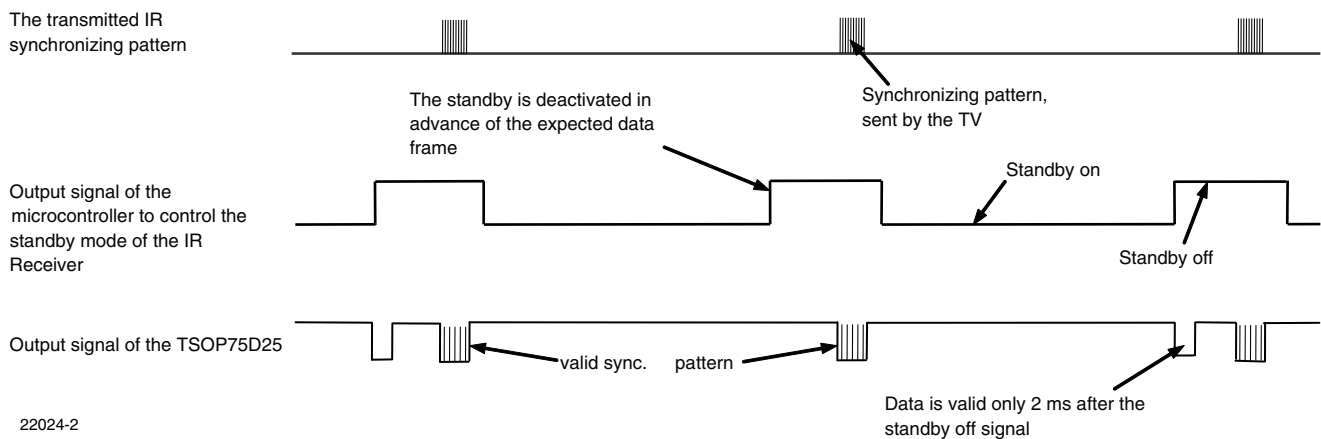 The transmitted IR
synchronizing pattern
Synchronizing pattern,
sent by the TV
The standby is deactivated in
advance of the expected data
frame
Standby on
Output signal of the
microcontroller to control the
standby mode of the IR
Receiver
Standby off
Output signal of the TSOP75D25
valid sync. pattern
Data is valid only 2 ms after the
standby off signal
22024-2